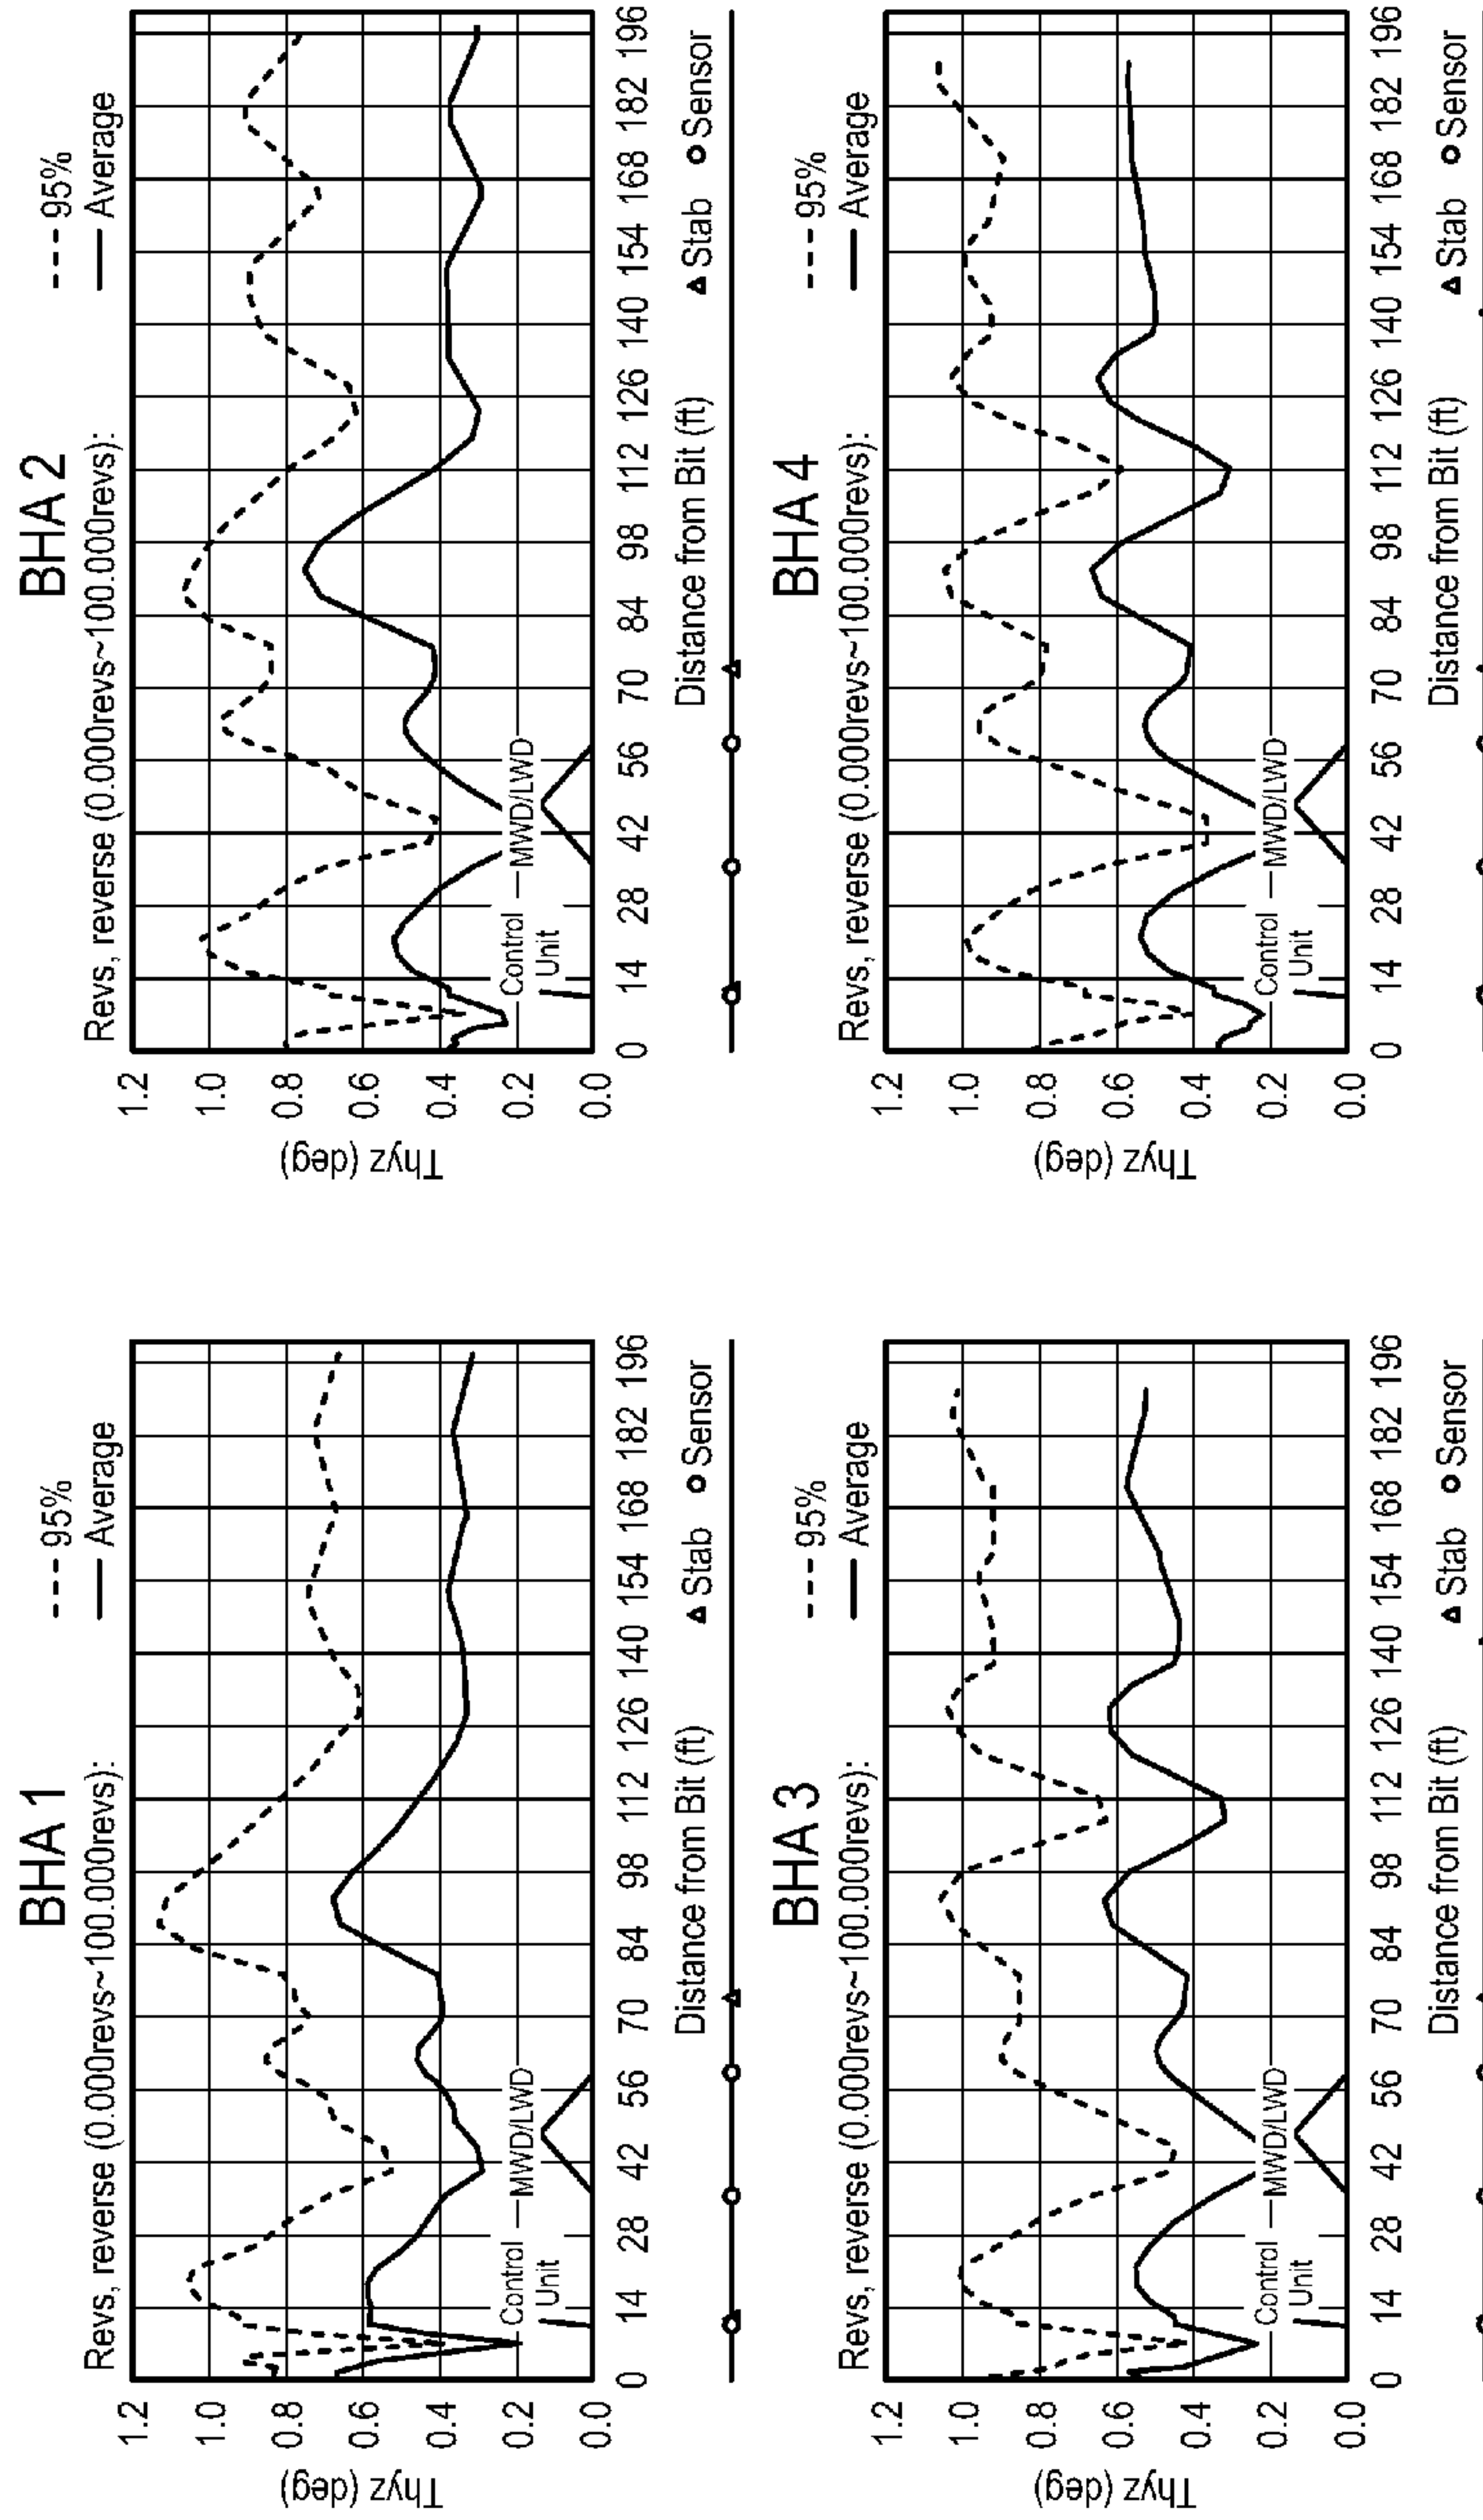 BHA 1
Revs, reverse (0.000revs~100.000revs):
95%
Average
Thyz (deg)
1.2
1.0
0.8
0.6
0.4
0.2
0.0
Control Unit
MWD/LWD
0 14 28 42 56 70 84 98 112 126 140 154 168 182 196
Distance from Bit (ft)
Stab
Sensor
BHA 2
Revs, reverse (0.000revs~100.000revs):
95%
Average
Thyz (deg)
1.2
1.0
0.8
0.6
0.4
0.2
0.0
Control Unit
MWD/LWD
0 14 28 42 56 70 84 98 112 126 140 154 168 182 196
Distance from Bit (ft)
Stab
Sensor
BHA 3
Revs, reverse (0.000revs~100.000revs):
95%
Average
Thyz (deg)
1.2
1.0
0.8
0.6
0.4
0.2
0.0
Control Unit
MWD/LWD
0 14 28 42 56 70 84 98 112 126 140 154 168 182 196
Distance from Bit (ft)
Stab
Sensor
BHA 4
Revs, reverse (0.000revs~100.000revs):
95%
Average
Thyz (deg)
1.2
1.0
0.8
0.6
0.4
0.2
0.0
Control Unit
MWD/LWD
0 14 28 42 56 70 84 98 112 126 140 154 168 182 196
Distance from Bit (ft)
Stab
Sensor